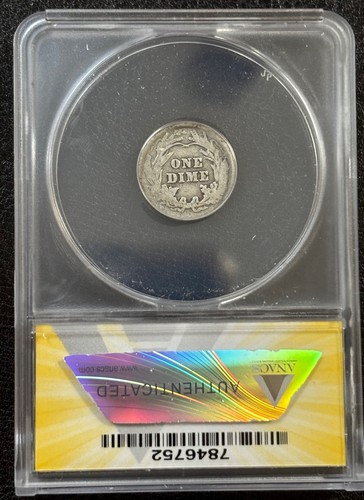 ONE
DIME
ANACS
www.anacs.com
AUTHENTICATED
7846752